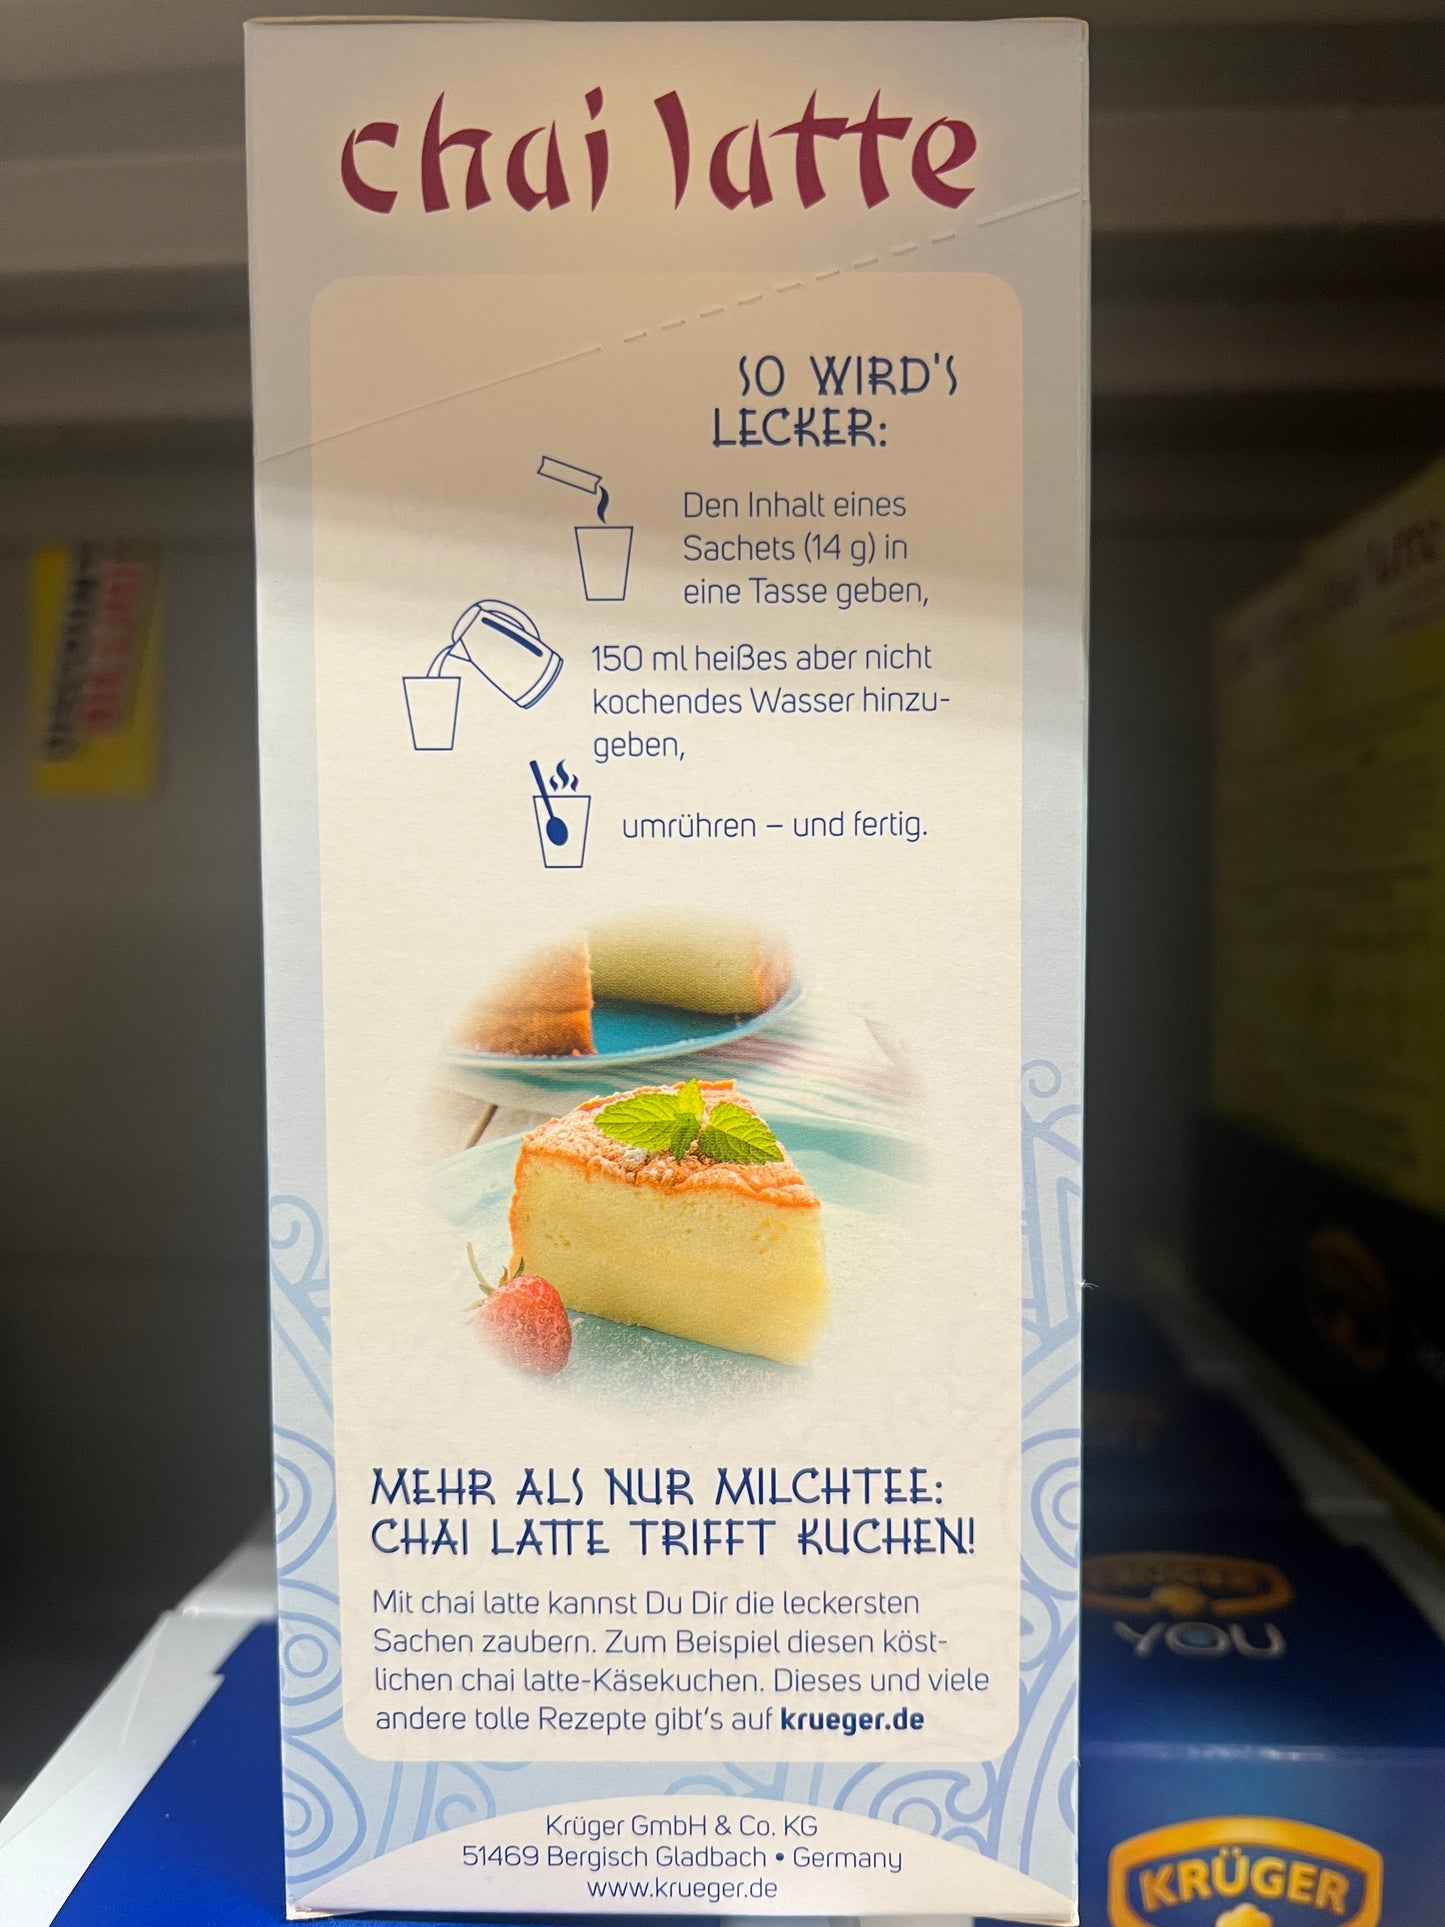 chai latte
SO WIRD'S
LECKER:
Den Inhalt eines
Sachets (14 g) in
eine Tasse geben,
150 ml heißes aber nicht
kochendes Wasser hinzu-
geben,
umrühren – und fertig.
MEHR ALS NUR MILCHTEE:
CHAI LATTE TRIFFT KUCHEN!
Mit chai latte kannst Du Dir die leckersten
Sachen zaubern. Zum Beispiel diesen köst-
lichen chai latte-Käsekuchen. Dieses und viele
andere tolle Rezepte gibt's auf krueger.de
Krüger GmbH & Co. KG
51469 Bergisch Gladbach • Germany
www.krueger.de
KRÜGER
YOU
KRÜGER